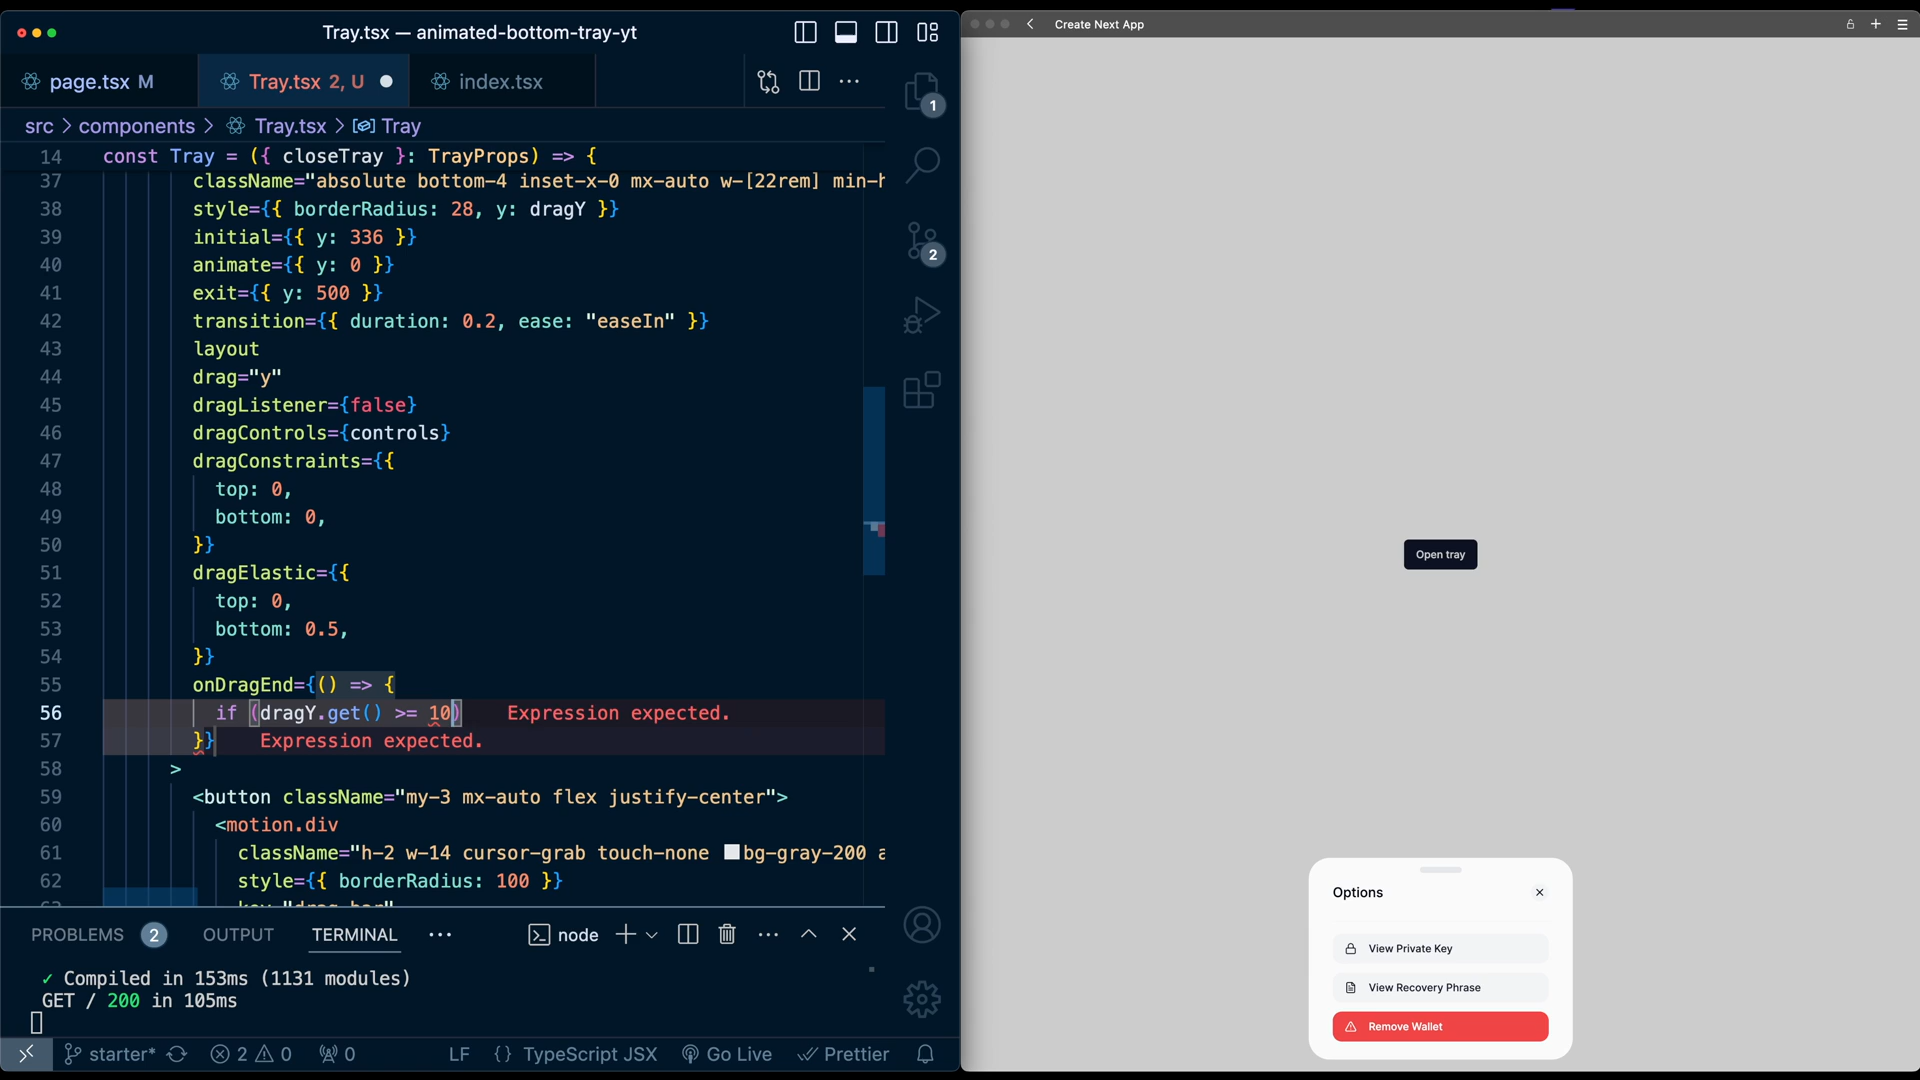 Tray.tsx — animated-bottom-tray-yt
page.tsx M
Tray.tsx 2, U
index.tsx
src > components > Tray.tsx > Tray
14 const Tray = ({ closeTray }: TrayProps) => {
37 className="absolute bottom-4 inset-x-0 mx-auto w-[22rem] min-h
38 style={{ borderRadius: 28, y: dragY }}
39 initial={{ y: 336 }}
40 animate={{ y: 0 }}
41 exit={{ y: 500 }}
42 transition={{ duration: 0.2, ease: "easeIn" }}
43 layout
44 drag="y"
45 dragListener={false}
46 dragControls={controls}
47 dragConstraints={{
48 top: 0,
49 bottom: 0,
50 }}
51 dragElastic={{
52 top: 0,
53 bottom: 0.5,
54 }}
55 onDragEnd={() => {
56 if (dragY.get() >= 10) Expression expected.
57 }} Expression expected.
58 >
59 <button className="my-3 mx-auto flex justify-center">
60 <motion.div
61 className="h-2 w-14 cursor-grab touch-none bg-gray-200 a
62 style={{ borderRadius: 100 }}
1
2
PROBLEMS 2 OUTPUT TERMINAL node
✓ Compiled in 153ms (1131 modules)
GET / 200 in 105ms
starter* 2 0 0 LF {} TypeScript JSX Go Live Prettier
Create Next App
Open tray
Options
View Private Key
View Recovery Phrase
Remove Wallet